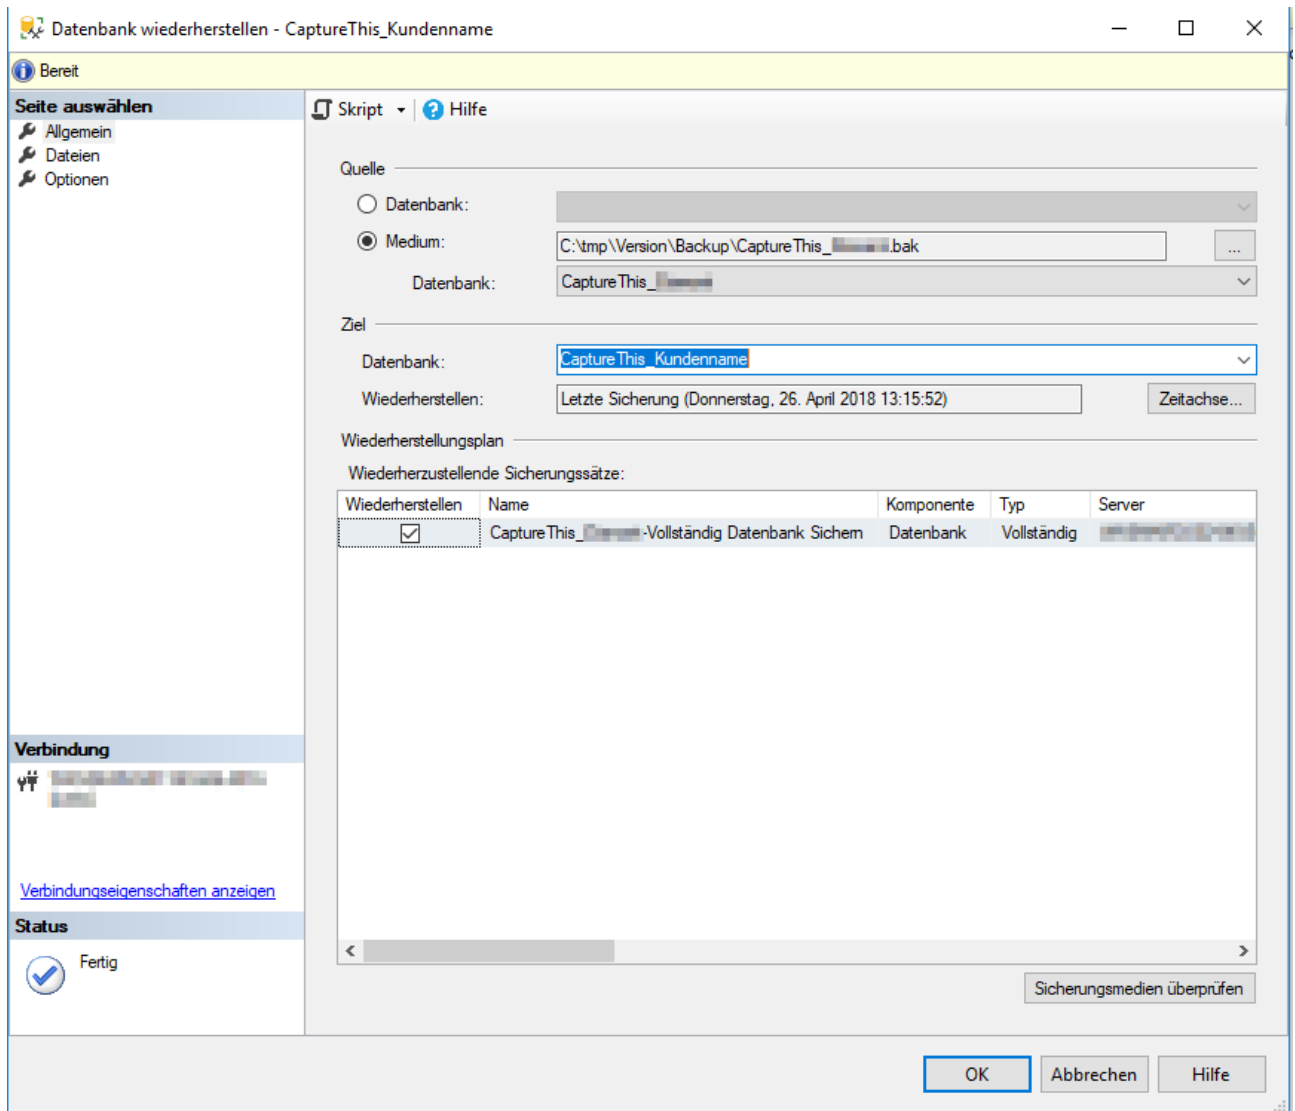 Datenbank wiederherstellen - CaptureThis_Kundenname
Bereit
Seite auswählen
Allgemein
Dateien
Optionen
Skript
Hilfe
Quelle
Datenbank:
Medium:
C:\tmp\Version\Backup\CaptureThis_ .bak
...
Datenbank:
CaptureThis_
Ziel
Datenbank:
CaptureThis_Kundenname
Wiederherstellen:
Letzte Sicherung (Donnerstag, 26. April 2018 13:15:52)
Zeitachse...
Wiederherstellungsplan
Wiederherzustellende Sicherungssätze:
Wiederherstellen Name Komponente Typ Server
CaptureThis_ -Vollständig Datenbank Sichern Datenbank Vollständig
Verbindung
Verbindungseigenschaften anzeigen
Status
Fertig
Sicherungsmedien überprüfen
OK Abbrechen Hilfe